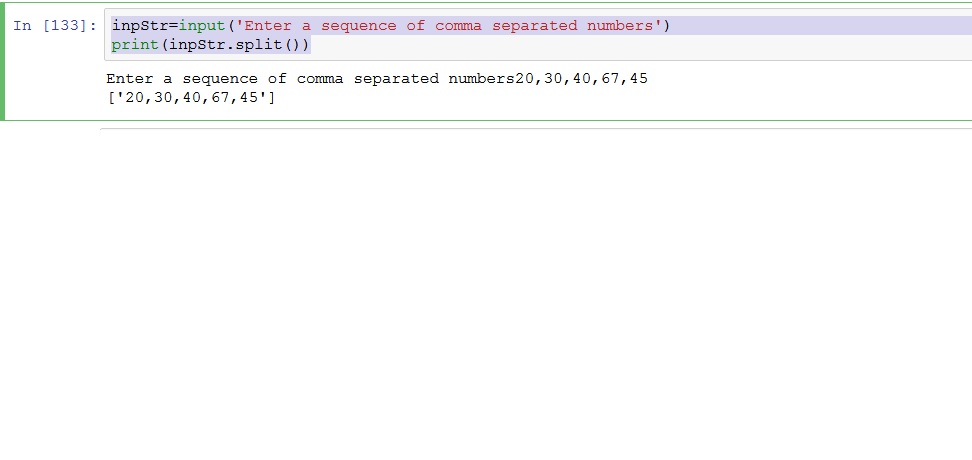 In [133]: inpStr=input('Enter a sequence of comma separated numbers')
print(inpStr.split())
Enter a sequence of comma separated numbers20,30,40,67,45
['20,30,40,67,45']